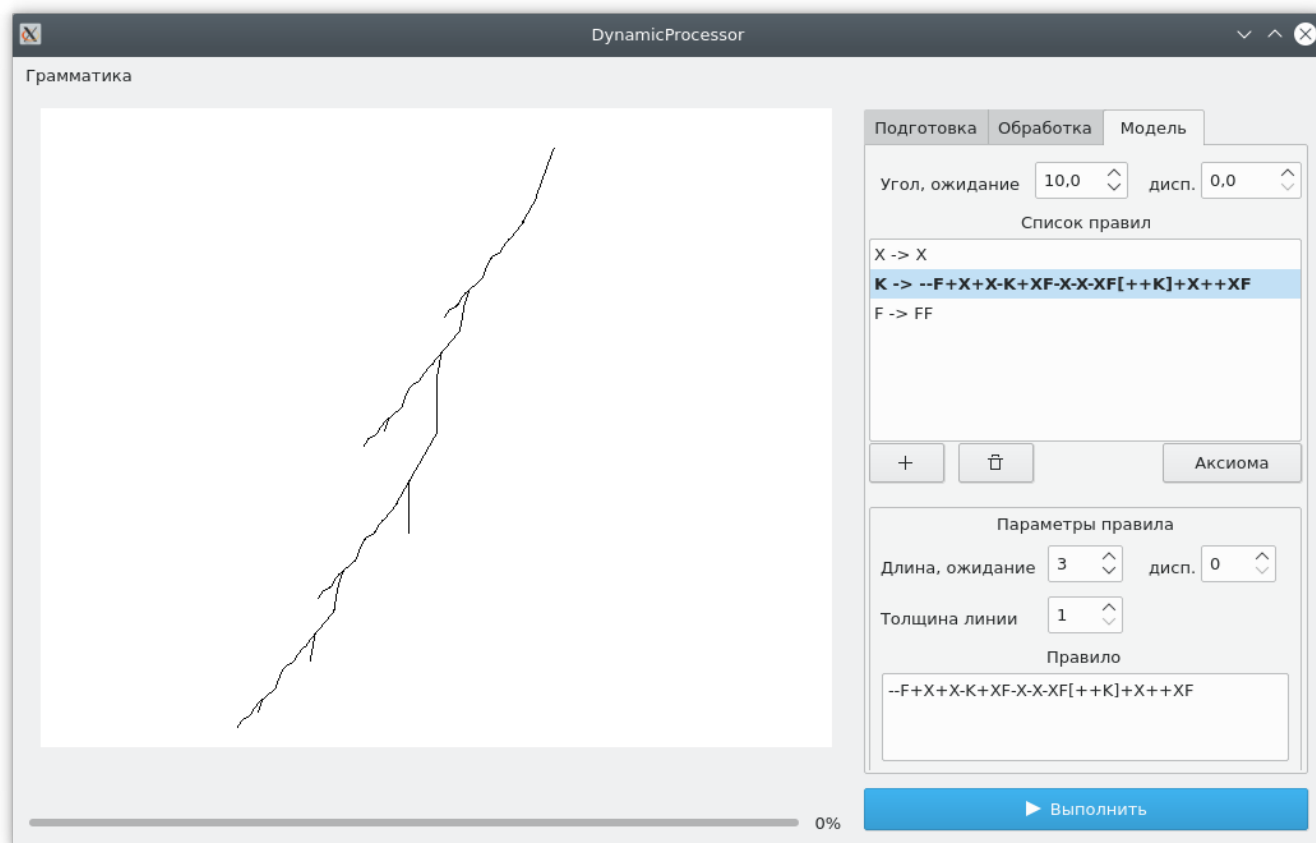 DynamicProcessor
Грамматика
Подготовка Обработка Модель
Угол, ожидание 10,0 дисп. 0,0
Список правил
X -> X
K -> --F+X+X-K+XF-X-X-XF[++K]+X++XF
F -> FF
+ Аксиома
Параметры правила
Длина, ожидание 3 дисп. 0
Толщина линии 1
Правило
--F+X+X-K+XF-X-X-XF[++K]+X++XF
0% Выполнить